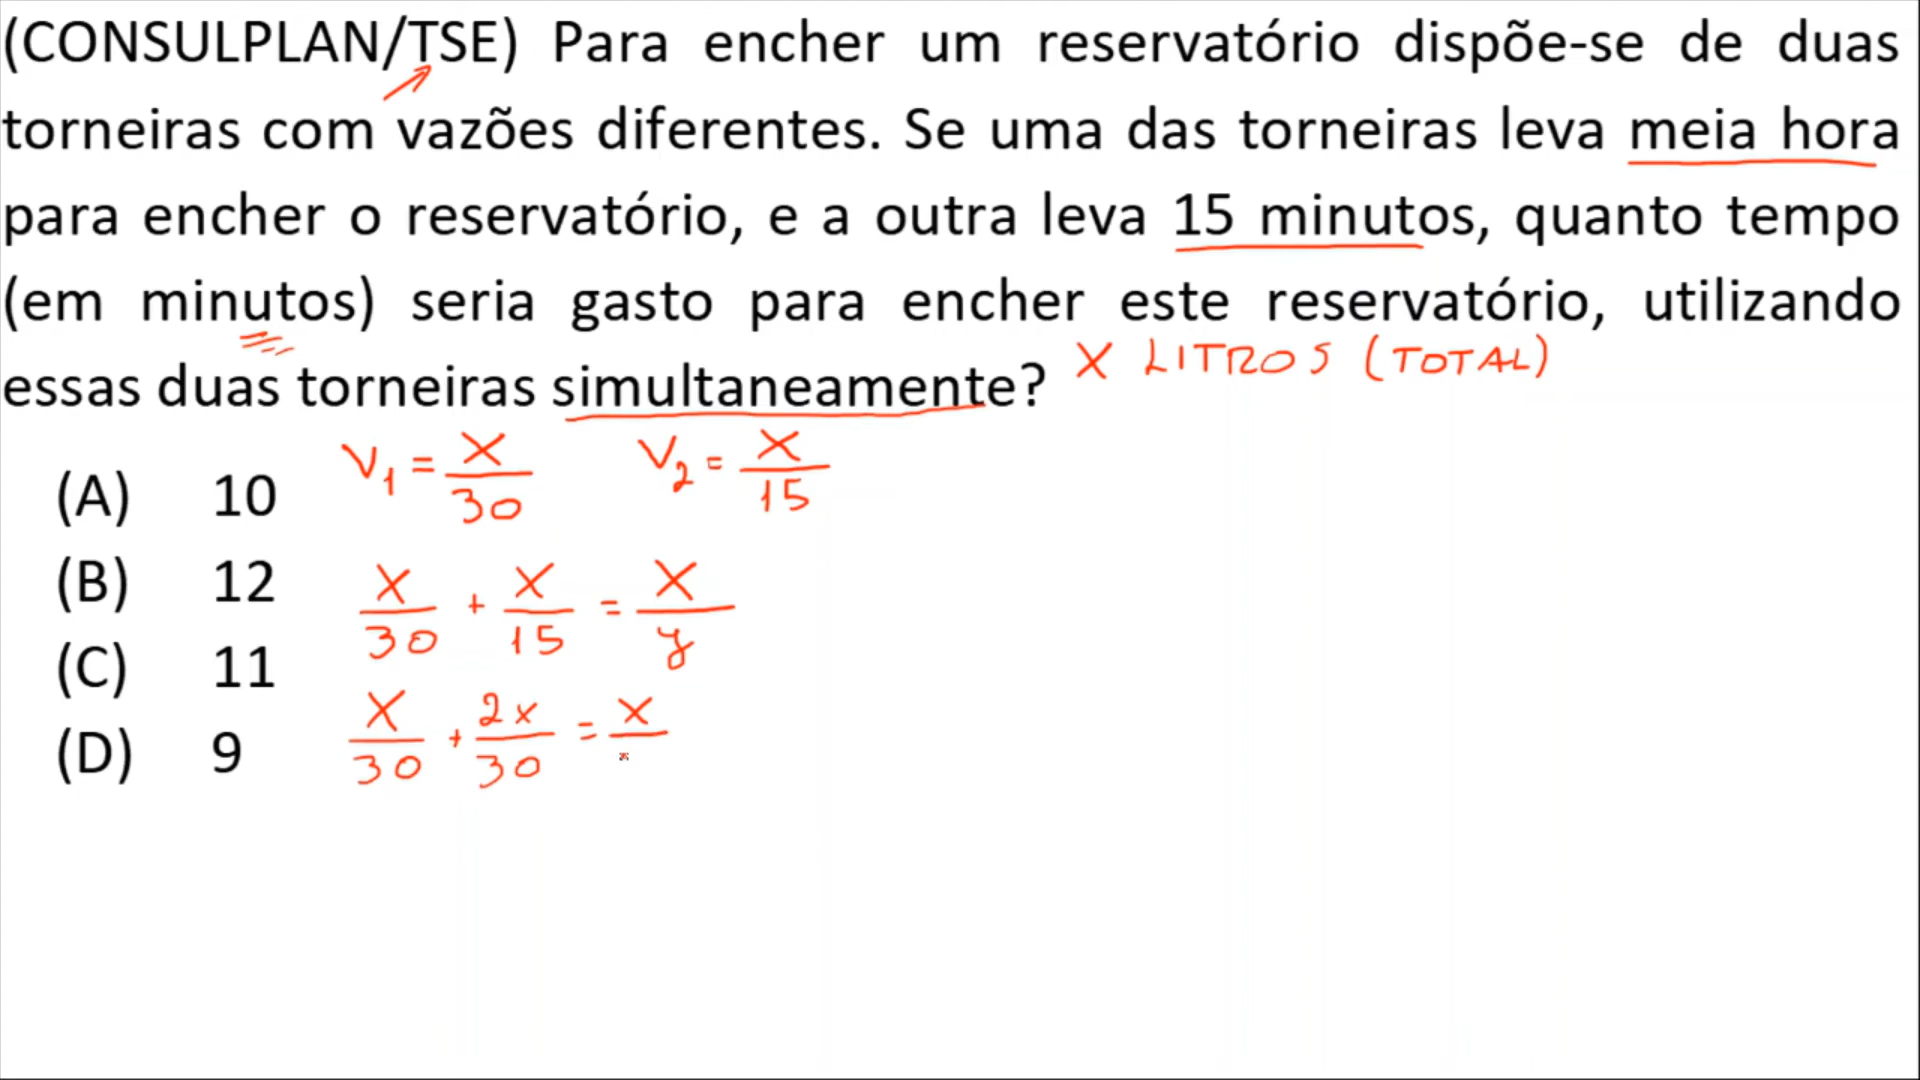 (CONSULPLAN/TSE) Para encher um reservatório dispõe-se de duas
torneiras com vazões diferentes. Se uma das torneiras leva meia hora
para encher o reservatório, e a outra leva 15 minutos, quanto tempo
(em minutos) seria gasto para encher este reservatório, utilizando
essas duas torneiras simultaneamente? X LITROS (TOTAL)
(A) 10
V₁ = X/30 V₂ = X/15
(B) 12
X/30 + X/15 = X/y
(C) 11
X/30 + 2x/30 = x/
(D) 9